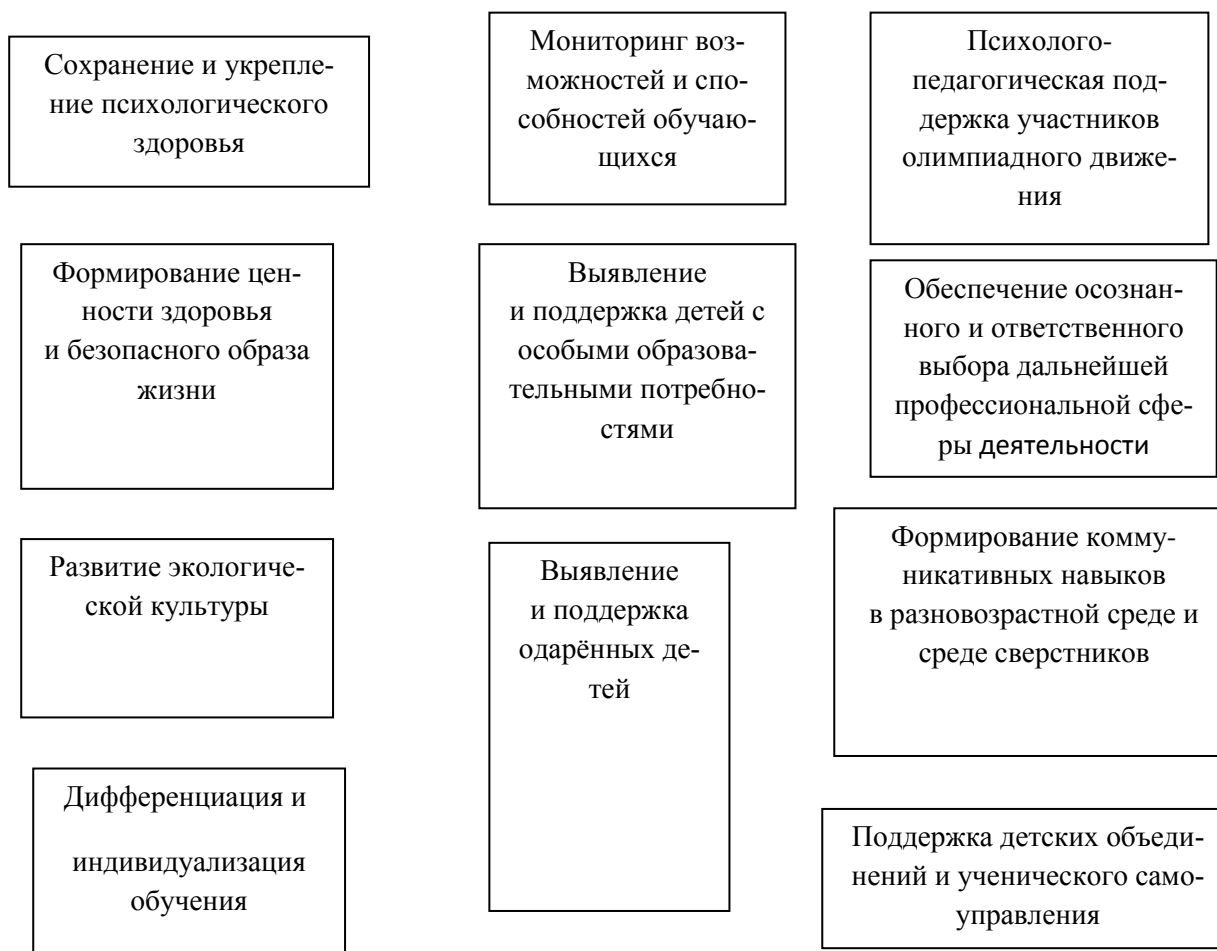 Сохранение и укрепле-
ние психологического
здоровья
Формирование цен-
ности здоровья
и безопасного образа
жизни
Развитие экологиче-
ской культуры
Дифференциация и
индивидуализация
обучения
Мониторинг воз-
можностей и спо-
собностей обучаю-
щихся
Выявление
и поддержка детей с
особыми образова-
тельными потребно-
стями
Выявление
и поддержка
одарённых де-
тей
Психолого-
педагогическая под-
держка участников
олимпиадного движе-
ния
Обеспечение осознан-
ного и ответственного
выбора дальнейшей
профессиональной сфе-
ры деятельности
Формирование комму-
никативных навыков
в разновозрастной среде и
среде сверстников
Поддержка детских объеди-
нений и ученического само-
управления